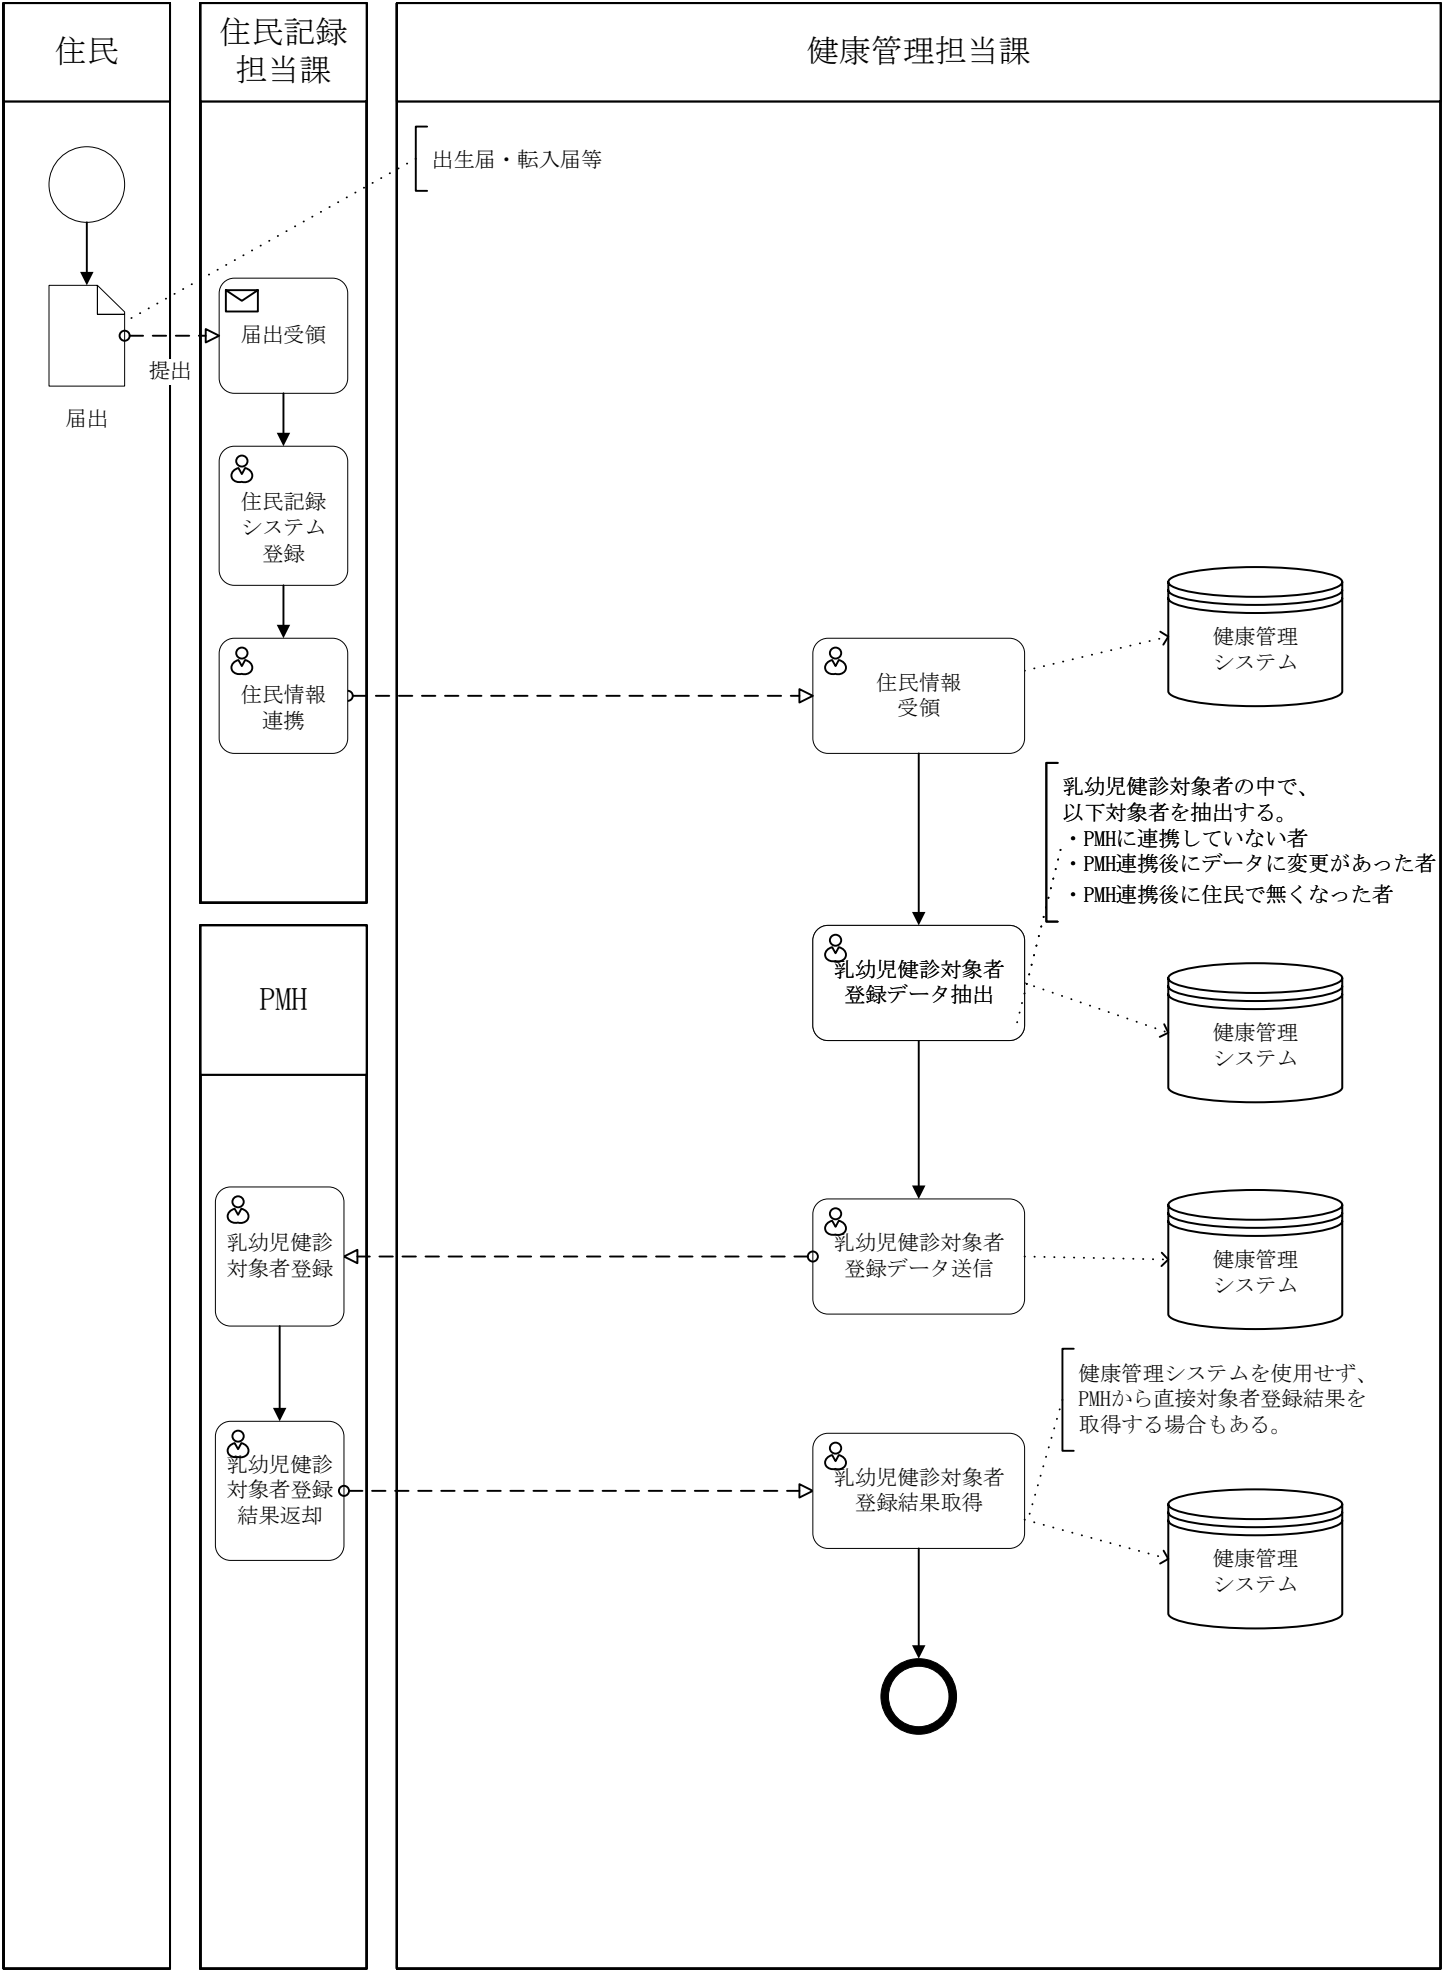 住民
住民記録
担当課
健康管理担当課
出生届・転入届等
届出受領
提出
届出
住民記録
システム
登録
住民情報
連携
住民情報
受領
健康管理
システム
乳幼児健診対象者の中で、
以下対象者を抽出する。
・PMHに連携していない者
・PMH連携後にデータに変更があった者
・PMH連携後に住民で無くなった者
PMH
乳幼児健診対象者
登録データ抽出
健康管理
システム
乳幼児健診
対象者登録
乳幼児健診対象者
登録データ送信
健康管理
システム
健康管理システムを使用せず、
PMHから直接対象者登録結果を
取得する場合もある。
乳幼児健診
対象者登録
結果返却
乳幼児健診対象者
登録結果取得
健康管理
システム